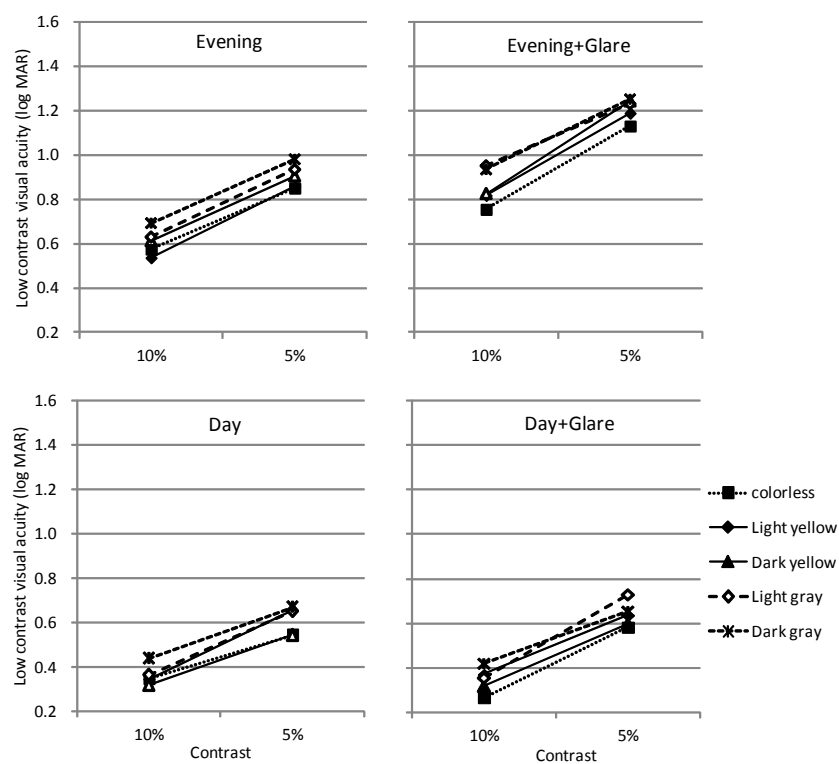 1.6
1.4
1.2
1.0
0.8
0.6
0.4
0.2
Low contrast visual acuity (log MAR)
Evening
10%
5%
Evening+Glare
10%
5%
1.6
1.4
1.2
1.0
0.8
0.6
0.4
0.2
Low contrast visual acuity (log MAR)
Day
10%
5%
Contrast
Day+Glare
10%
5%
Contrast
colorless
Light yellow
Dark yellow
Light gray
Dark gray